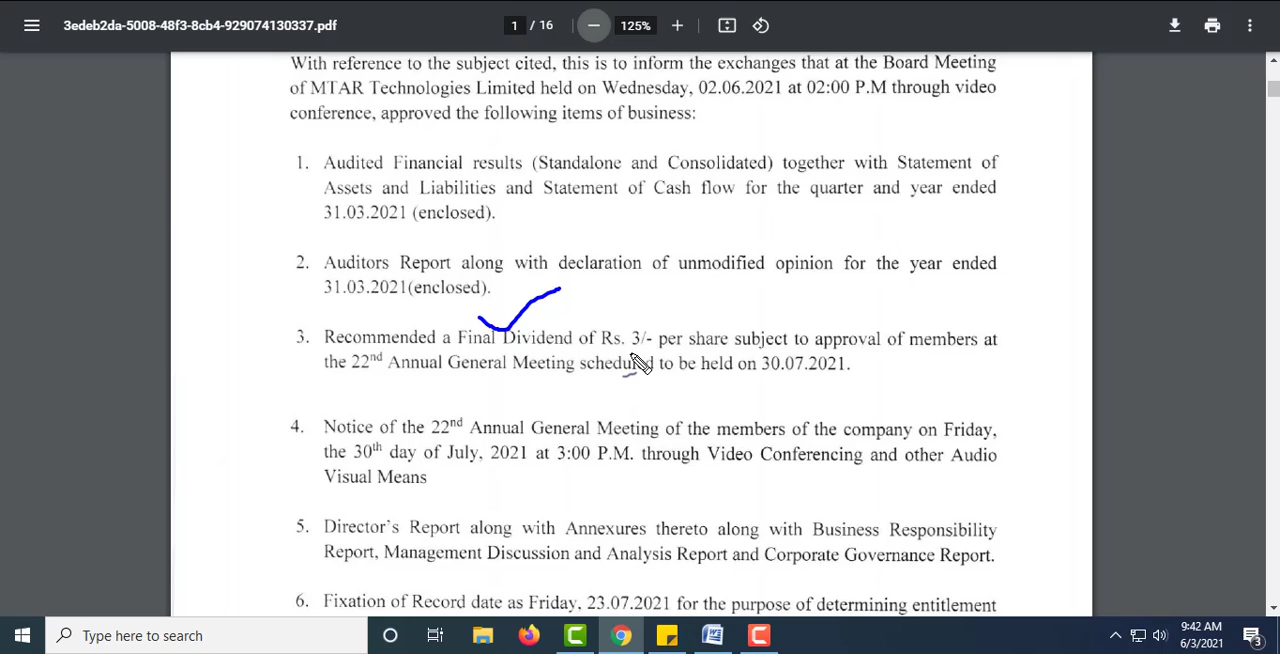 3edeb2da-5008-48f3-8cb4-929074130337.pdf
1 / 16
125%
With reference to the subject cited, this is to inform the exchanges that at the Board Meeting
of MTAR Technologies Limited held on Wednesday, 02.06.2021 at 02:00 P.M through video
conference, approved the following items of business:
1. Audited Financial results (Standalone and Consolidated) together with Statement of
Assets and Liabilities and Statement of Cash flow for the quarter and year ended
31.03.2021 (enclosed).
2. Auditors Report along with declaration of unmodified opinion for the year ended
31.03.2021(enclosed).
3. Recommended a Final Dividend of Rs. 3/- per share subject to approval of members at
the 22nd Annual General Meeting scheduled to be held on 30.07.2021.
4. Notice of the 22nd Annual General Meeting of the members of the company on Friday,
the 30th day of July, 2021 at 3:00 P.M. through Video Conferencing and other Audio
Visual Means
5. Director's Report along with Annexures thereto along with Business Responsibility
Report, Management Discussion and Analysis Report and Corporate Governance Report.
6. Fixation of Record date as Friday, 23.07.2021 for the purpose of determining entitlement
Type here to search
9:42 AM
6/3/2021
3